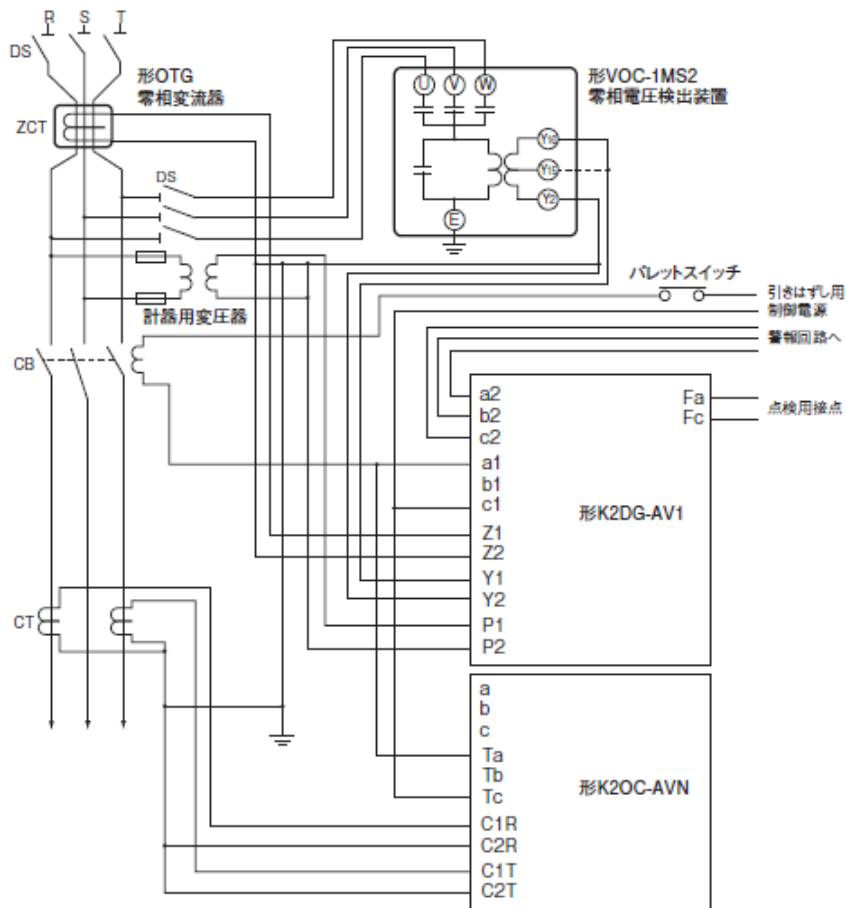 R S T
DS
形OTG
零相変流器
ZCT
U V W
形VOC-1MS2
零相電圧検出装置
Y10
Y15
Y2
E
DS
計器用変圧器
パレットスイッチ
引きはずし用
制御電源
警報回路へ
CB
a2
b2
c2
a1
b1
c1
Z1
Z2
Y1
Y2
P1
P2
Fa
Fc
点検用接点
形K2DG-AV1
CT
a
b
c
Ta
Tb
Tc
C1R
C2R
C1T
C2T
形K2OC-AVN